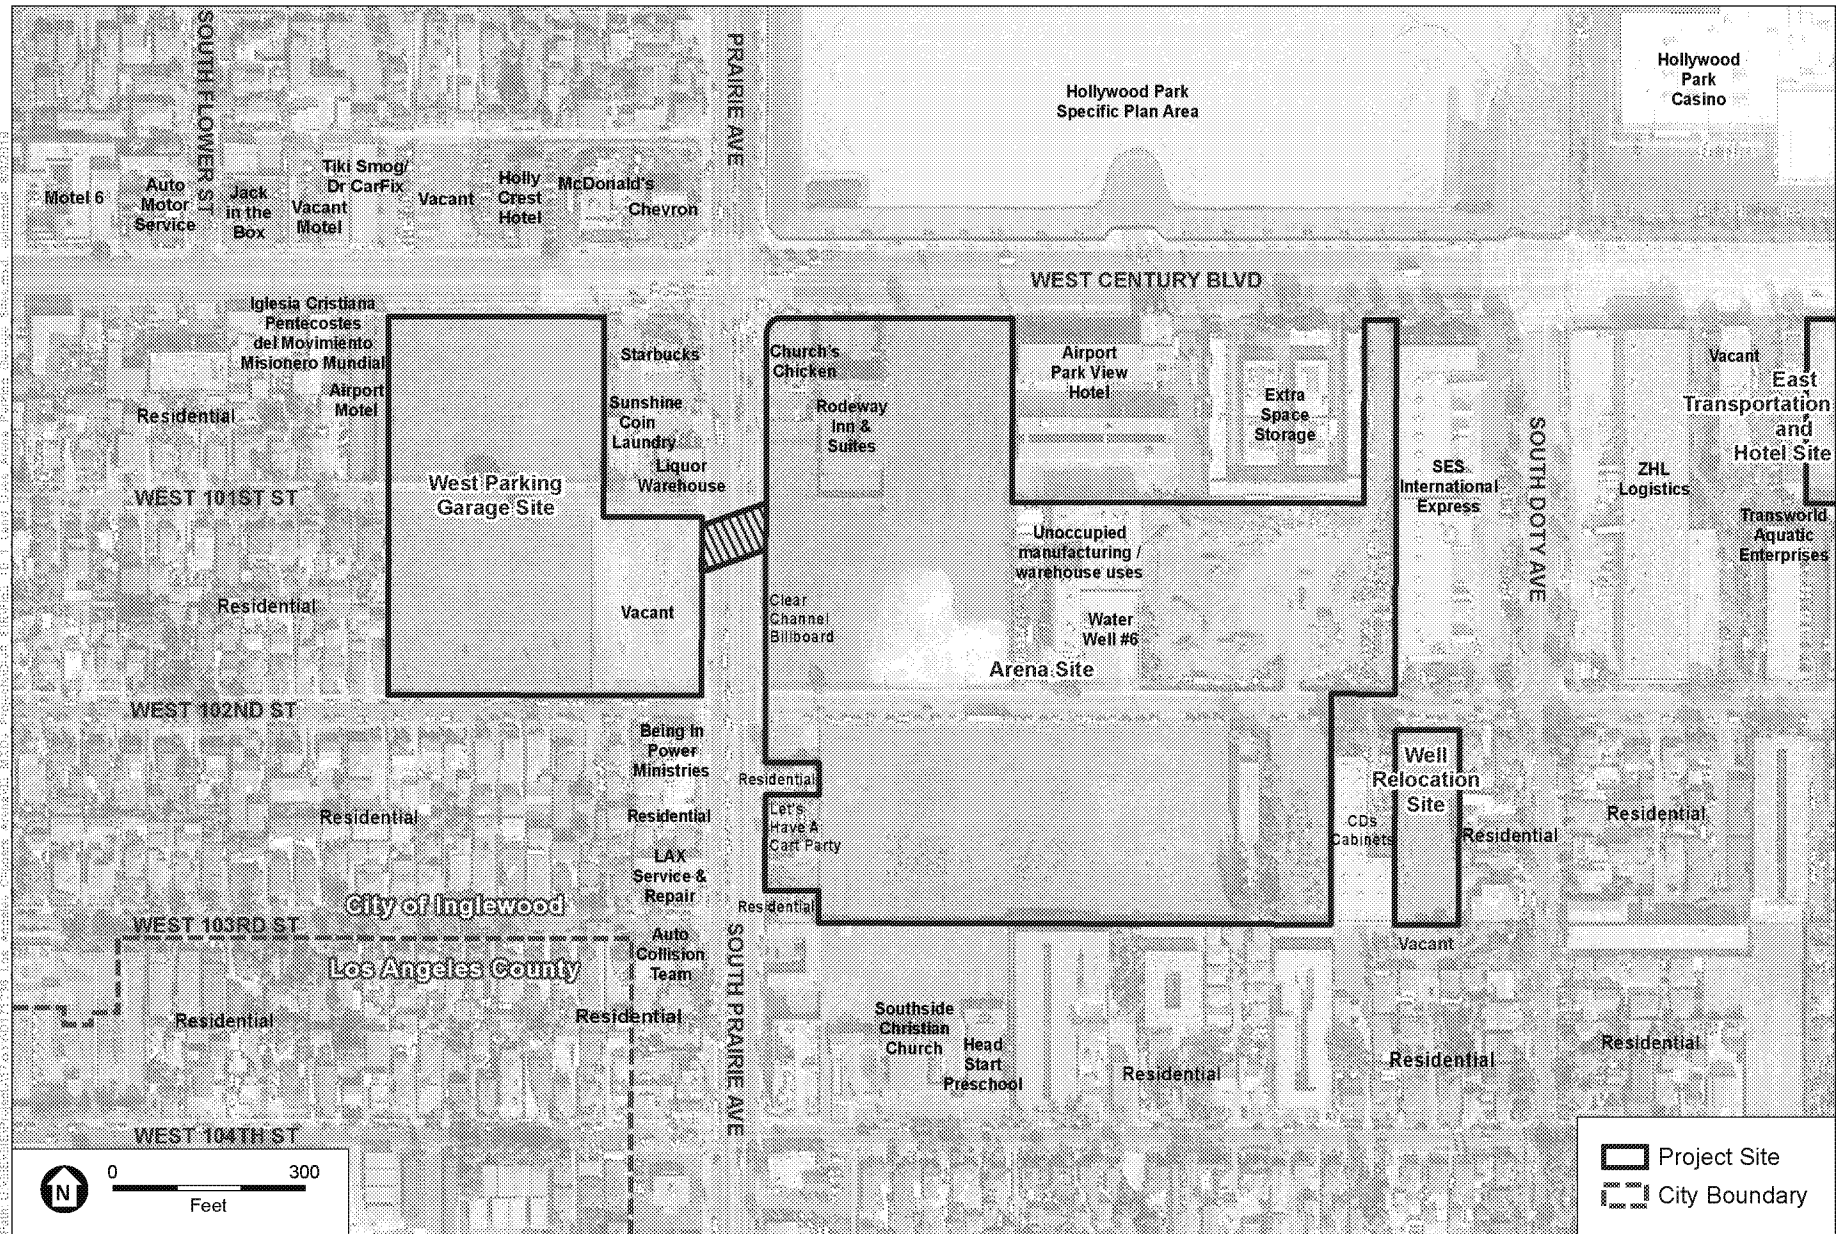 SOUTH FLOWER ST
PRAIRIE AVE
Hollywood Park
Specific Plan Area
Hollywood
Park
Casino
Motel 6
Auto
Motor
Service
Jack
in the
Box
Tiki Smog/
Dr CarFix
Vacant
Motel
Vacant
Holly
Crest
Hotel
McDonald's
Chevron
WEST CENTURY BLVD
Iglesia Cristiana
Pentecostes
del Movimiento
Misionero Mundial
Airport
Motel
Residential
Starbucks
Sunshine
Coin
Laundry
Liquor
Warehouse
Church's
Chicken
Rodeway
Inn &
Suites
Airport
Park View
Hotel
Extra
Space
Storage
SES
International
Express
SOUTH DOTY AVE
ZHL
Logistics
Vacant
East
Transportation
and
Hotel Site
Transworld
Aquatic
Enterprises
WEST 101ST ST
West Parking
Garage Site
Unoccupied
manufacturing /
warehouse uses
Residential
Vacant
Clear
Channel
Billboard
Water
Well #6
Arena Site
WEST 102ND ST
Being In
Power
Ministries
Residential
Well
Relocation
Site
Residential
Residential
Let's
Have A
Cart Party
CDs
Cabinets
Residential
Residential
LAX
Service &
Repair
City of Inglewood
Residential
WEST 103RD ST
Auto
Collision
Team
SOUTH PRAIRIE AVE
Vacant
Los Angeles County
Residential
Residential
Southside
Christian
Church
Head
Start
Preschool
Residential
Residential
Residential
WEST 104TH ST
N
0
300
Feet
Project Site
City Boundary